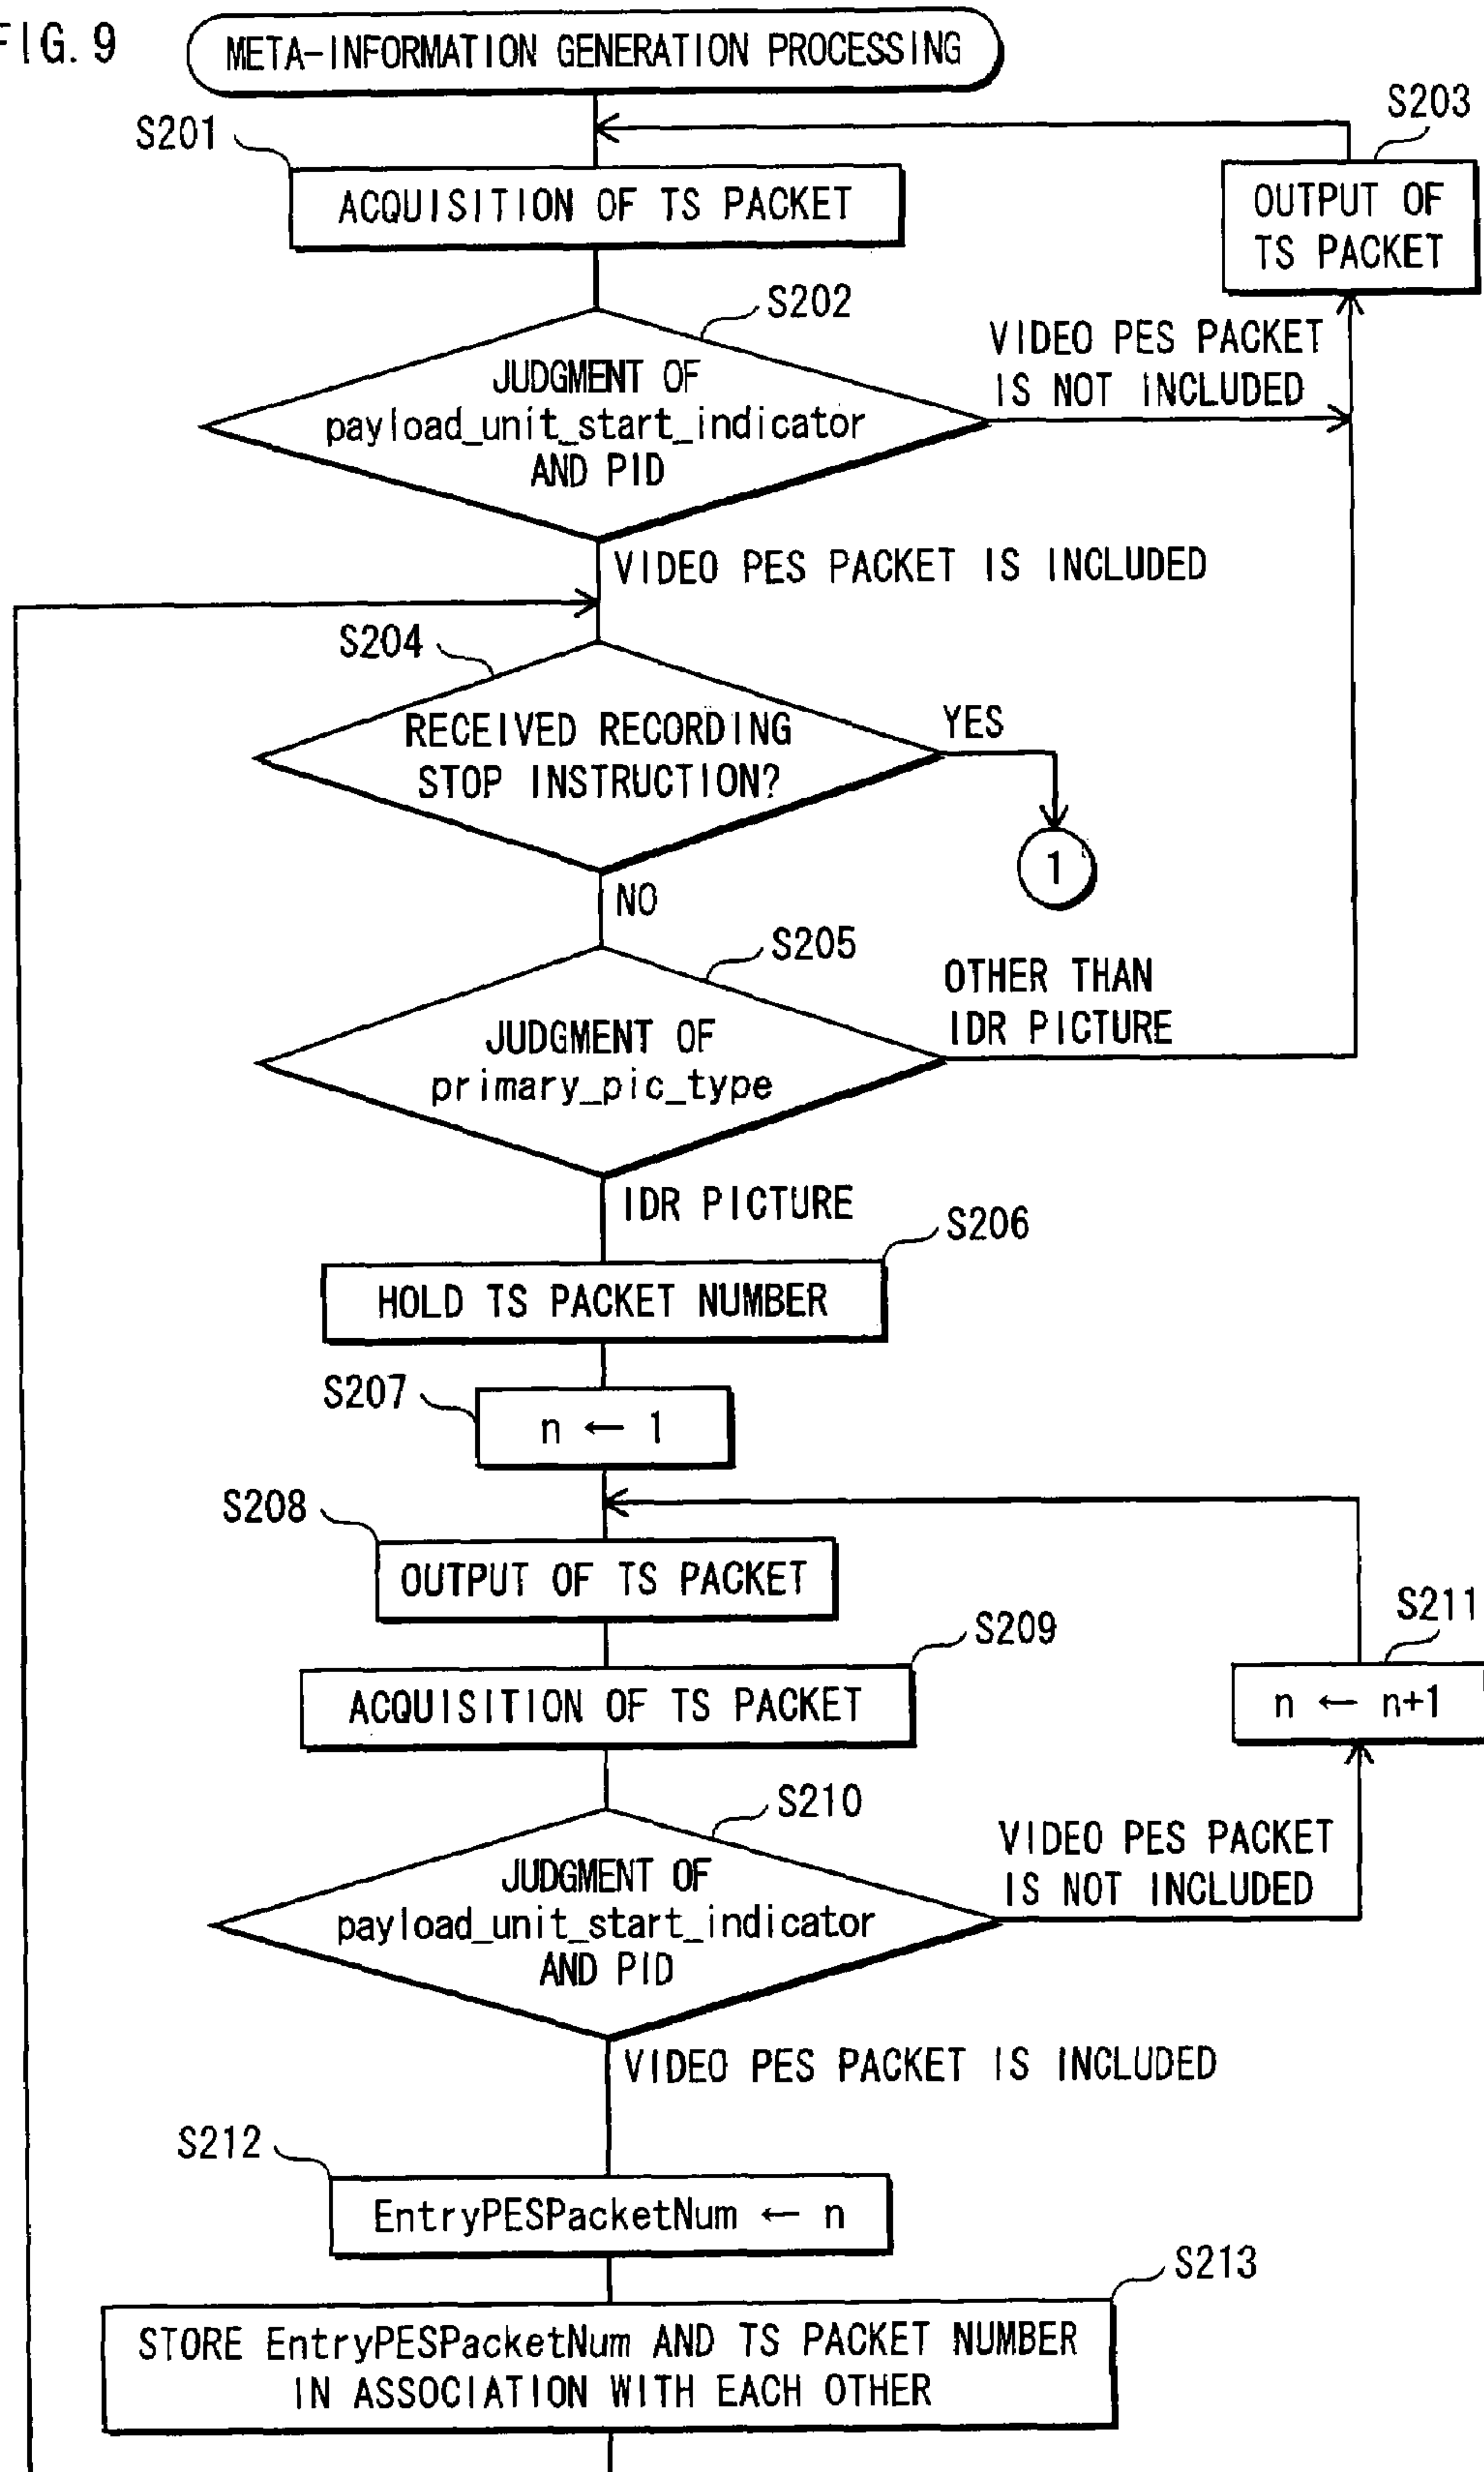 FIG. 9
META-INFORMATION GENERATION PROCESSING
S201
S203
ACQUISITION OF TS PACKET
OUTPUT OF
TS PACKET
S202
JUDGMENT OF
payload_unit_start_indicator
AND PID
VIDEO PES PACKET
IS NOT INCLUDED
VIDEO PES PACKET IS INCLUDED
S204
RECEIVED RECORDING
STOP INSTRUCTION?
YES
1
NO
S205
JUDGMENT OF
primary_pic_type
OTHER THAN
IDR PICTURE
IDR PICTURE
S206
HOLD TS PACKET NUMBER
S207
n ← 1
S208
OUTPUT OF TS PACKET
S209
ACQUISITION OF TS PACKET
S211
n ← n+1
S210
JUDGMENT OF
payload_unit_start_indicator
AND PID
VIDEO PES PACKET
IS NOT INCLUDED
VIDEO PES PACKET IS INCLUDED
S212
EntryPESPacketNum ← n
S213
STORE EntryPESPacketNum AND TS PACKET NUMBER
IN ASSOCIATION WITH EACH OTHER